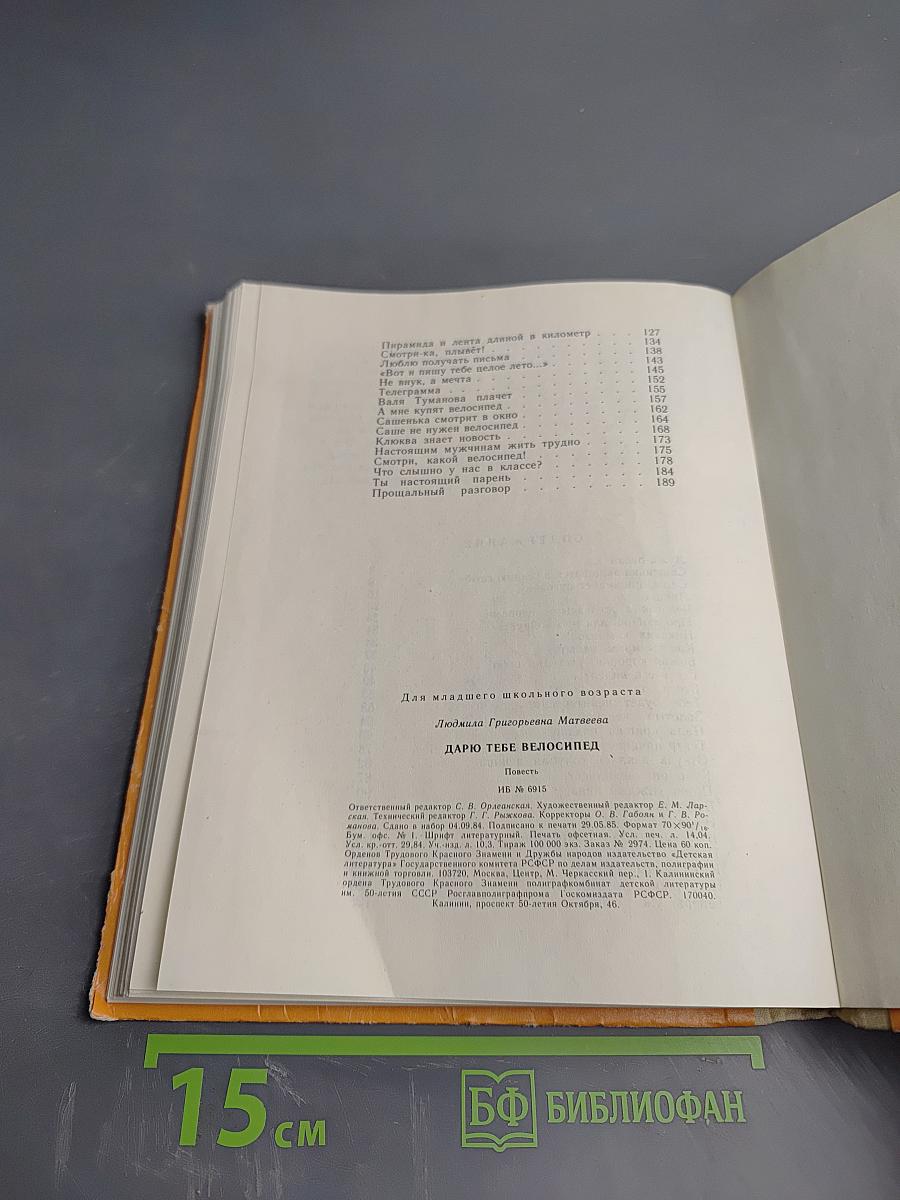 Пирамида и лента длиной в километр . . . 127
Смотри-ка, плывёт! . . . . . . . . 134
Люблю получать письма . . . . . . . 138
«Вот и пишу тебе целое лето...» . . . . . 143
Не внук, а мечта . . . . . . . . . 145
Телеграмма . . . . . . . . . . 152
Валя Туманова плачет . . . . . . . 155
А мне купят велосипед . . . . . . . 157
Сашенька смотрит в окно . . . . . . 162
Саше не нужен велосипед . . . . . . 164
Клюква знает новость . . . . . . . 168
Настоящим мужчинам жить трудно . . . . 173
Смотри, какой велосипед! . . . . . . 175
Что слышно у нас в классе? . . . . . . 178
Ты настоящий парень . . . . . . . 184
Прощальный разговор . . . . . . . 189
Для младшего школьного возраста
Людмила Григорьевна Матвеева
ДАРЮ ТЕБЕ ВЕЛОСИПЕД
Повесть
ИБ № 6915
Ответственный редактор С. В. Орлеанская. Художественный редактор Е. М. Лар-
ская. Технический редактор Г. Г. Рыжкова. Корректоры О. В. Габоян и Г. В. Ро-
манова. Сдано в набор 04.09.84. Подписано к печати 29.05.85. Формат 70×90¹/₁₆.
Бум. офс. № 1. Шрифт литературный. Печать офсетная. Усл. печ. л. 14,04.
Усл. кр.-отт. 29,84. Уч.-изд. л. 10,3. Тираж 100 000 экз. Заказ № 2974. Цена 60 коп.
Орденов Трудового Красного Знамени и Дружбы народов издательство «Детская
литература» Государственного комитета РСФСР по делам издательств, полиграфии
и книжной торговли. 103720, Москва, Центр, М. Черкасский пер., 1. Калининский
ордена Трудового Красного Знамени полиграфкомбинат детской литературы
им. 50-летия СССР Росглавполиграфпрома Госкомиздата РСФСР. 170040,
Калинин, проспект 50-летия Октября, 46.
15 см
БФ БИБЛИОФАН